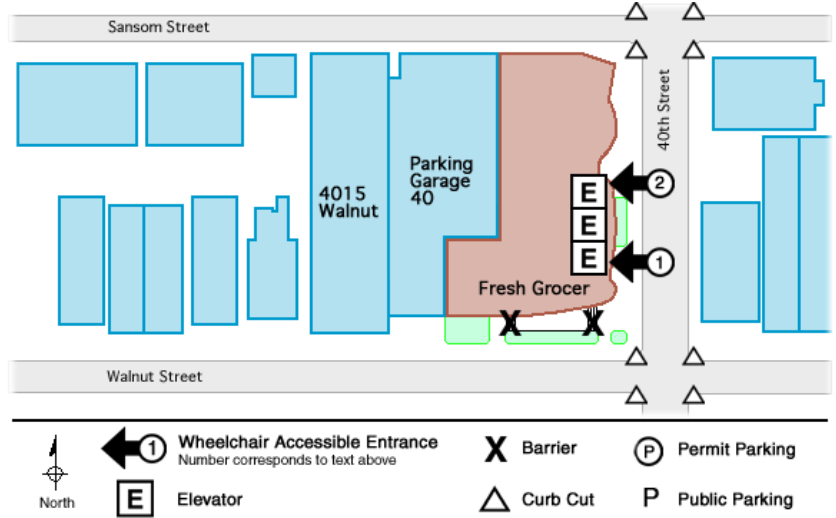 Sansom Street
40th Street
Parking
Garage
40
4015
Walnut
E
2
E
E
1
Fresh Grocer
X
X
Walnut Street
1
Wheelchair Accessible Entrance
Number corresponds to text above
X
Barrier
P
Permit Parking
North
E
Elevator
Curb Cut
P
Public Parking